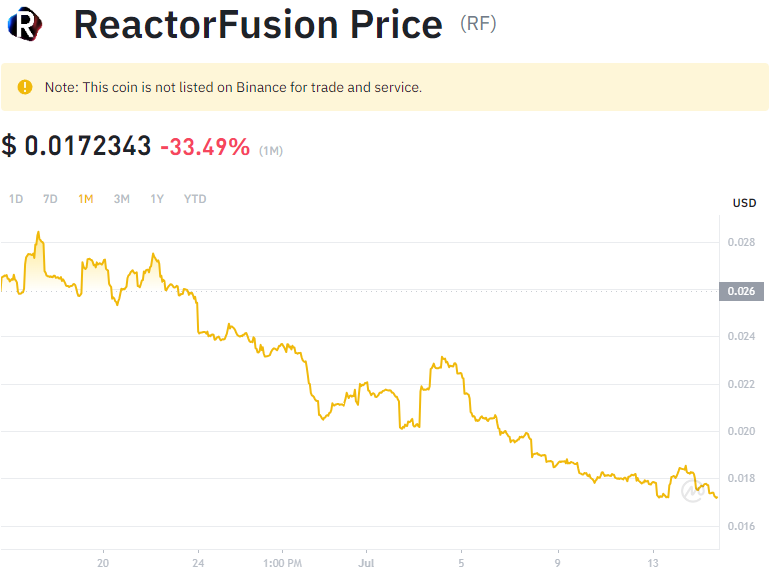 R
ReactorFusion Price (RF)
Note: This coin is not listed on Binance for trade and service.
$ 0.0172343 -33.49% (1M)
1D 7D 1M 3M 1Y YTD
USD
0.028
0.026
0.024
0.022
0.020
0.018
0.016
20 24 1:00 PM Jul 5 9 13